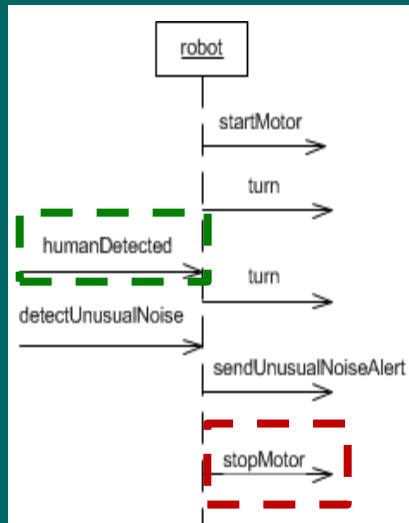 robot
startMotor
turn
humanDetected
turn
detectUnusualNoise
sendUnusualNoiseAlert
stopMotor